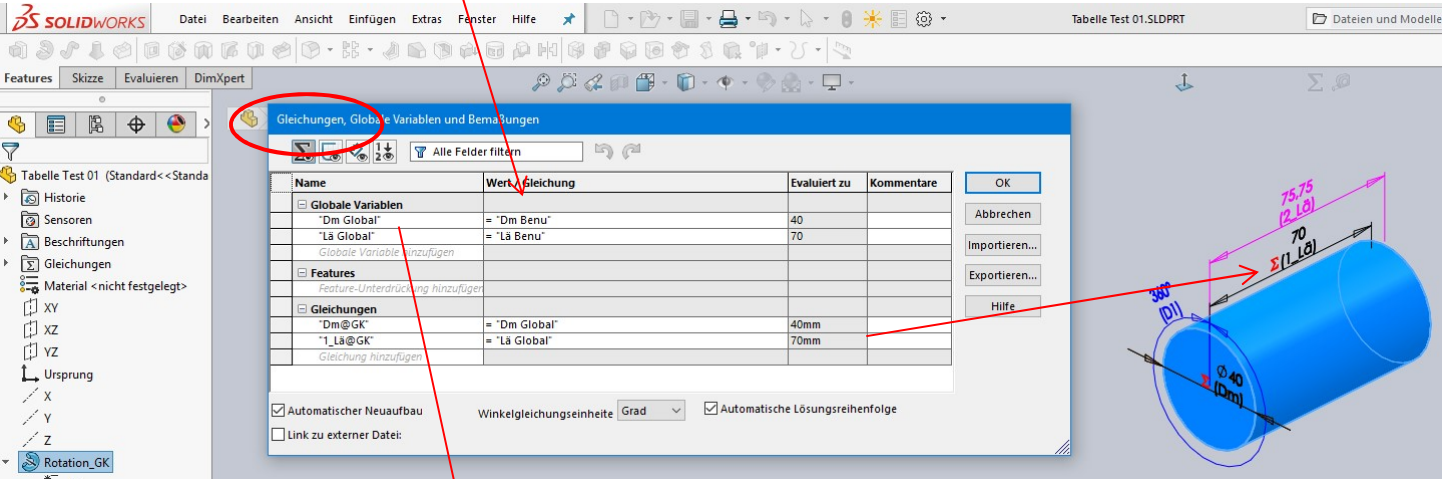 SOLIDWORKS Datei Bearbeiten Ansicht Einfügen Extras Fenster Hilfe Tabelle Test 01.SLDPRT Dateien und Modelle
Features Skizze Evaluieren DimXpert
Gleichungen, Globale Variablen und Bemaßungen
Alle Felder filtern
Tabelle Test 01 (Standard<<Standa
Historie
Sensoren
Beschriftungen
Gleichungen
Material <nicht festgelegt>
XY
XZ
YZ
Ursprung
X
Y
Z
Rotation_GK
Name Wert / Gleichung Evaluiert zu Kommentare
Globale Variablen
"Dm Global" = "Dm Benu" 40
"Lä Global" = "Lä Benu" 70
Globale Variable hinzufügen
Features
Feature-Unterdrückung hinzufügen
Gleichungen
"Dm@GK" = "Dm Global" 40mm
"1_Lä@GK" = "Lä Global" 70mm
Gleichung hinzufügen
OK
Abbrechen
Importieren...
Exportieren...
Hilfe
Automatischer Neuaufbau Winkelgleichungseinheite Grad Automatische Lösungsreihenfolge
Link zu externer Datei:
75,75
(2_Lä)
70
Σ(1_Lä)
360°
(D1)
Σ Ø 40
(Dm)